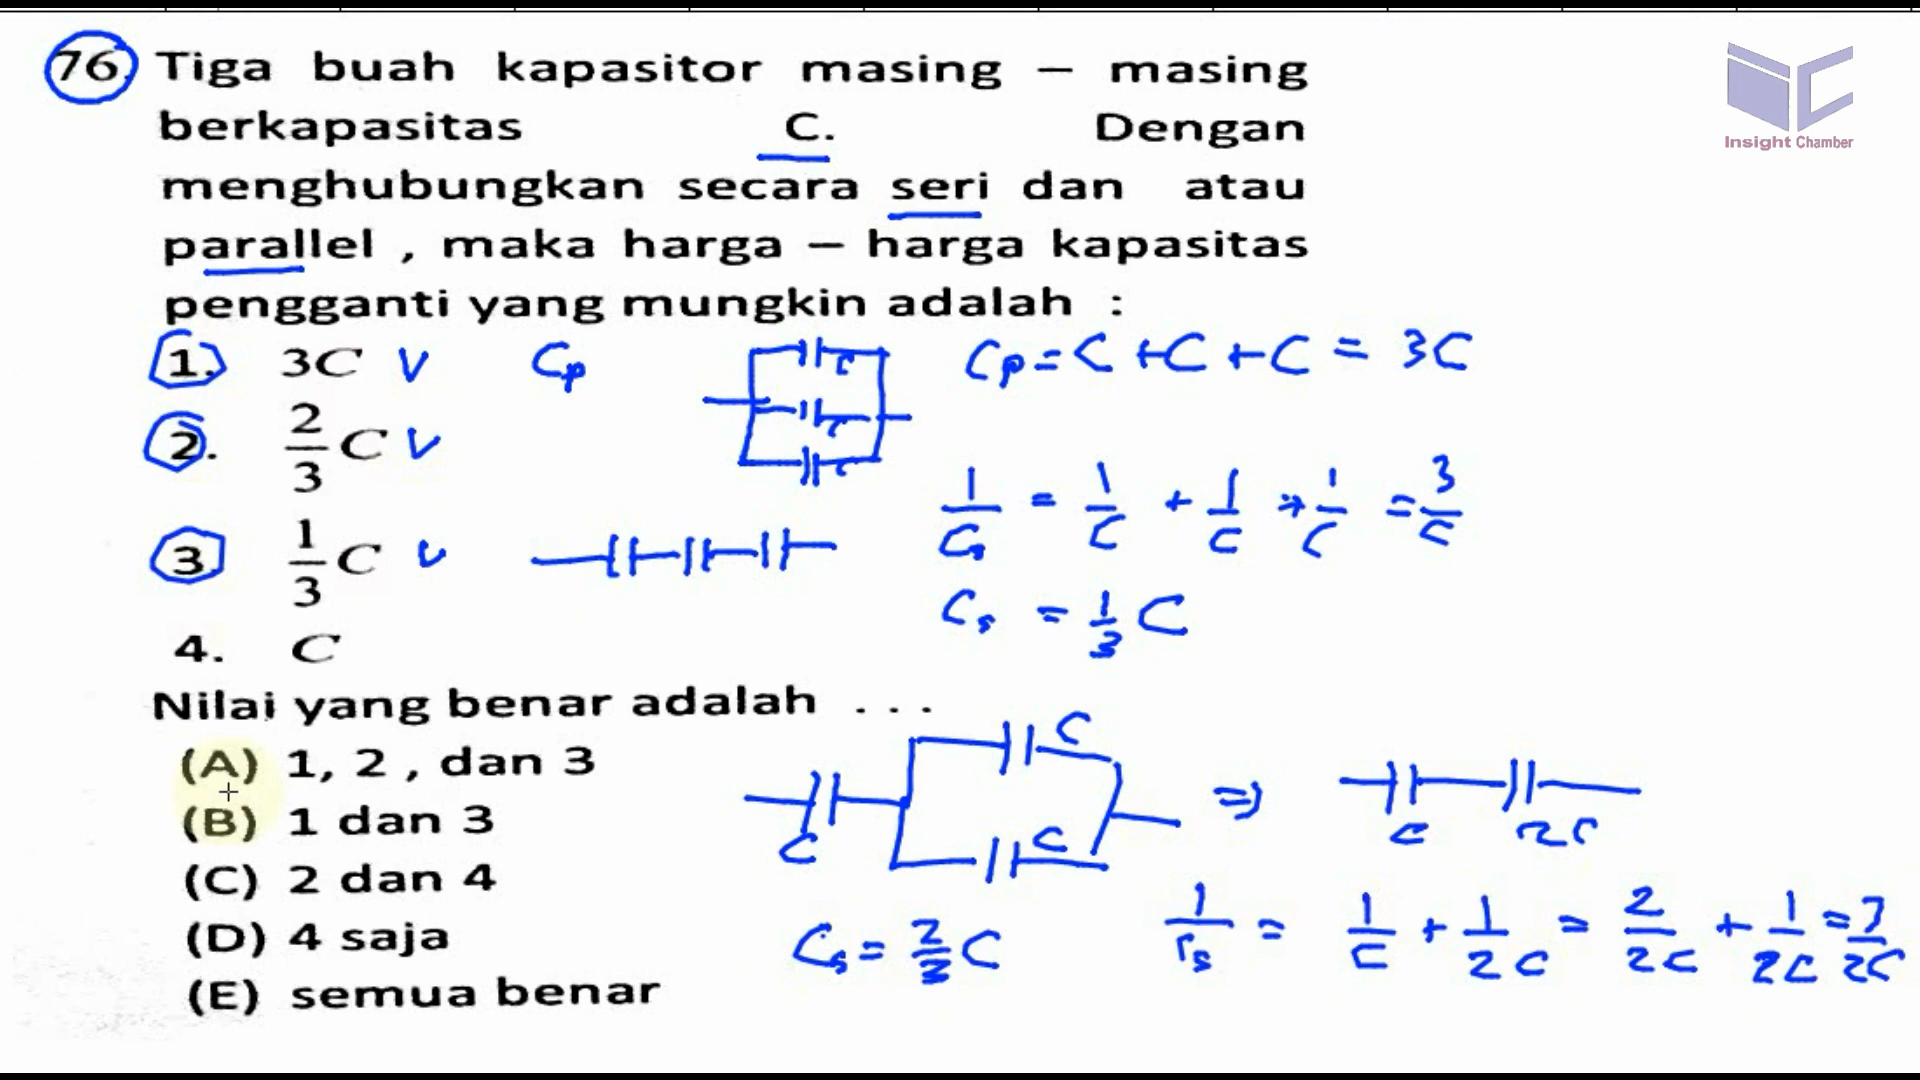 76. Tiga buah kapasitor masing – masing
berkapasitas C. Dengan
menghubungkan secara seri dan atau
parallel , maka harga – harga kapasitas
pengganti yang mungkin adalah :
1. 3C V Cp C C C Cp = C + C + C = 3C
2. 2/3 C V
1/Cs = 1/C + 1/C + 1/C = 3/C
3. 1/3 C V
Cs = 1/3 C
4. C
Nilai yang benar adalah . . .
(A) 1, 2 , dan 3
(B) 1 dan 3
(C) 2 dan 4
(D) 4 saja
(E) semua benar
C C C ⇒ C 2C
1/Cs = 1/C + 1/2C = 2/2C + 1/2C = 3/2C
Cs = 2/3 C
Insight Chamber